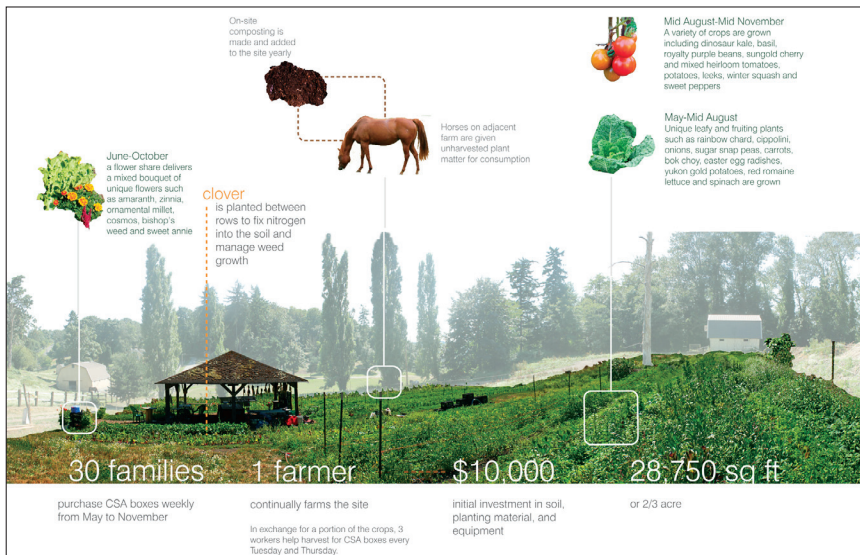 On-site
composting is
made and added
to the site yearly
Horses on adjacent
farm are given
unharvested plant
matter for consumption
Mid August-Mid November
A variety of crops are grown
including dinosaur kale, basil,
royalty purple beans, sungold cherry
and mixed heirloom tomatoes,
potatoes, leeks, winter squash and
sweet peppers
May-Mid August
Unique leafy and fruiting plants
such as rainbow chard, cippolini,
onions, sugar snap peas, carrots,
bok choy, easter egg radishes,
yukon gold potatoes, red romaine
lettuce and spinach are grown
June-October
a flower share delivers
a mixed bouquet of
unique flowers such
as amaranth, zinnia,
ornamental millet,
cosmos, bishop's
weed and sweet annie
clover
is planted between
rows to fix nitrogen
into the soil and
manage weed
growth
30 families
purchase CSA boxes weekly
from May to November
1 farmer
continually farms the site
In exchange for a portion of the crops, 3
workers help harvest for CSA boxes every
Tuesday and Thursday.
$10,000
initial investment in soil,
planting material, and
equipment
28,750 sq ft
or 2/3 acre